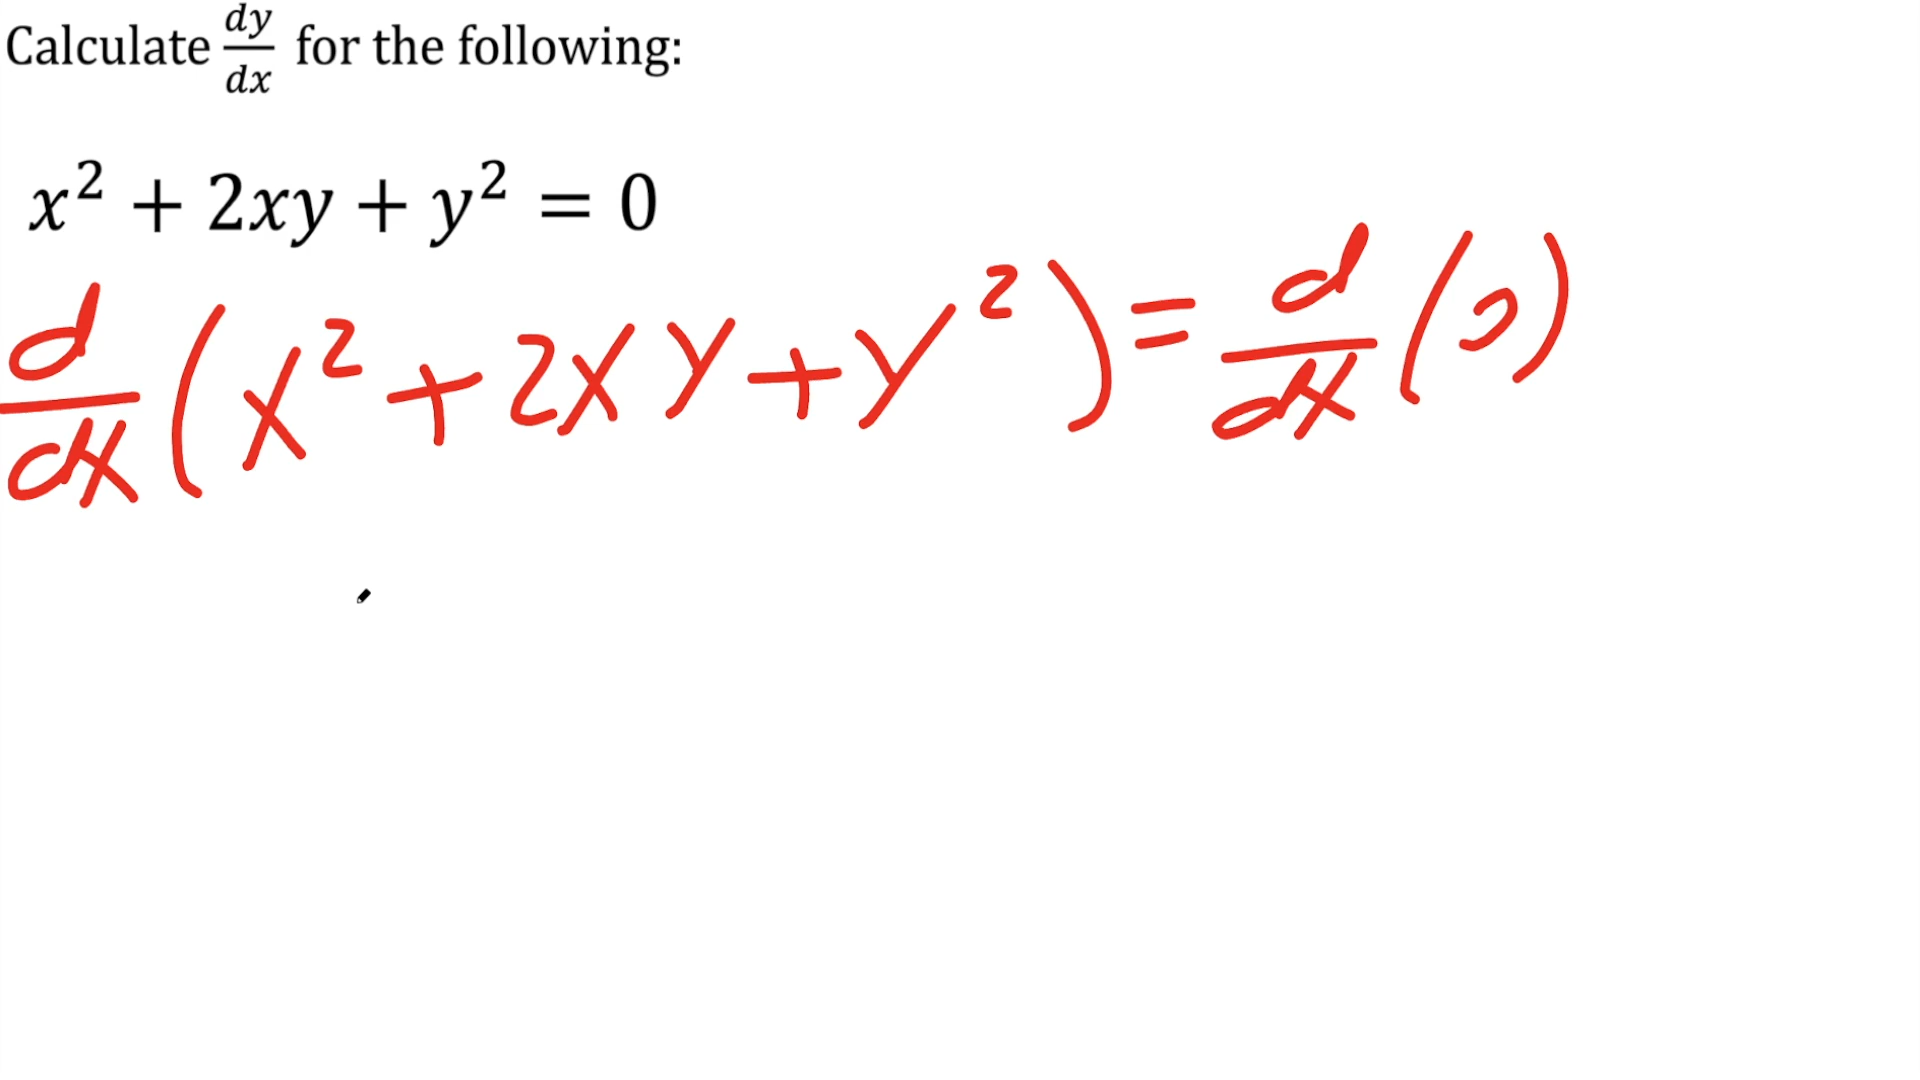 Calculate dy/dx for the following:
x² + 2xy + y² = 0
d/dx (x² + 2xy + y²) = d/dx (0)